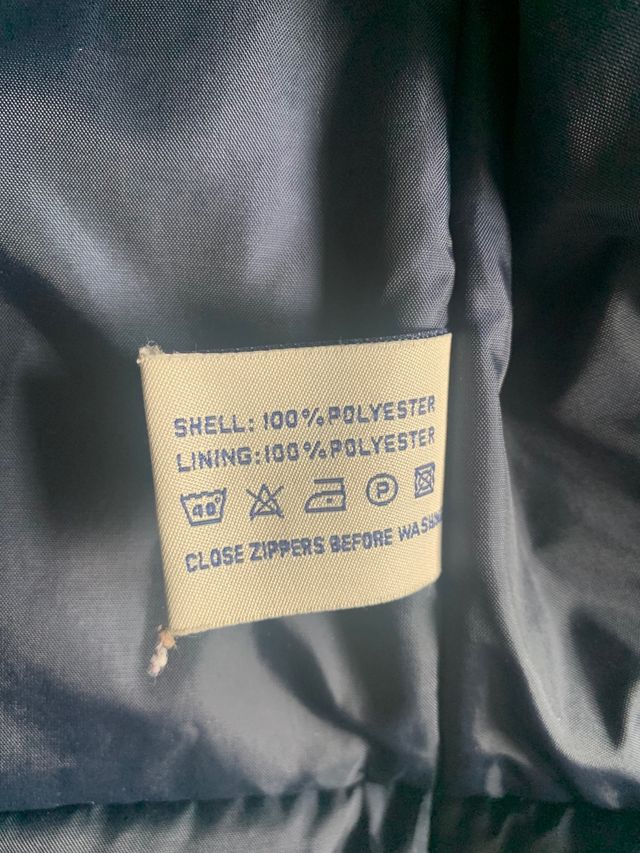 SHELL: 100%POLYESTER
LINING:100%POLYESTER
40° P
CLOSE ZIPPERS BEFORE